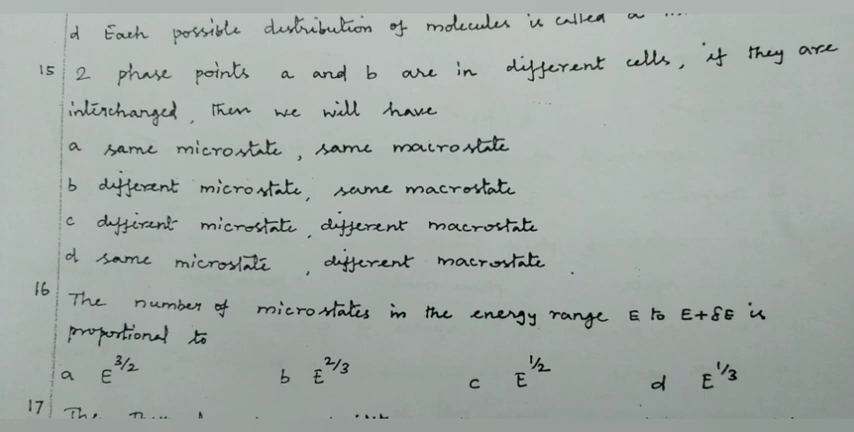 d Each possible distribution of molecules is called a
15 2 phase points a and b are in different cells, if they are
interchanged, then we will have
a same microstate, same macrostate
b different microstate, same macrostate
c different microstate, different macrostate
d same microstate, different macrostate.
16 The number of microstates in the energy range E to E+δE is
proportional to
a E^3/2 b E^2/3 c E^1/2 d E^1/3
17